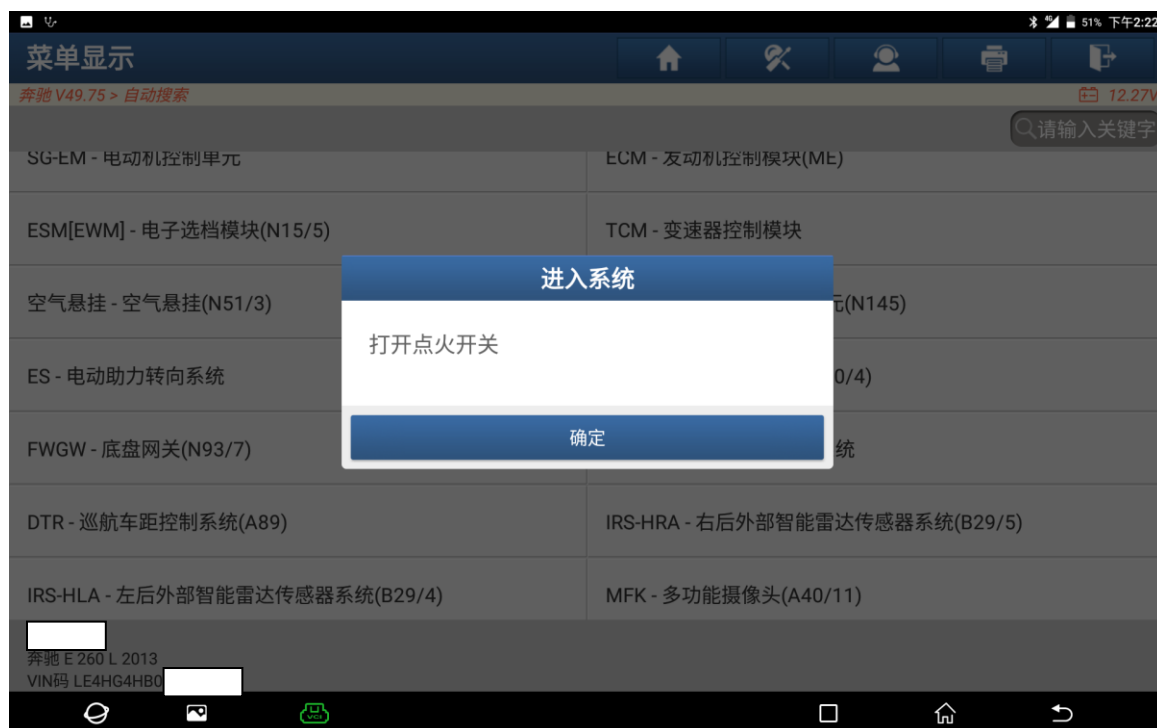 51% 下午2:22
菜单显示
奔驰 V49.75 > 自动搜索
12.27V
请输入关键字
SG-EM - 电动机控制单元
ECM - 发动机控制模块(ME)
ESM[EWM] - 电子选档模块(N15/5)
TCM - 变速器控制模块
进入系统
空气悬挂 - 空气悬挂(N51/3)
(N145)
打开点火开关
ES - 电动助力转向系统
0/4)
确定
FWGW - 底盘网关(N93/7)
统
DTR - 巡航车距控制系统(A89)
IRS-HRA - 右后外部智能雷达传感器系统(B29/5)
IRS-HLA - 左后外部智能雷达传感器系统(B29/4)
MFK - 多功能摄像头(A40/11)
奔驰 E 260 L 2013
VIN码 LE4HG4HB0
VCI